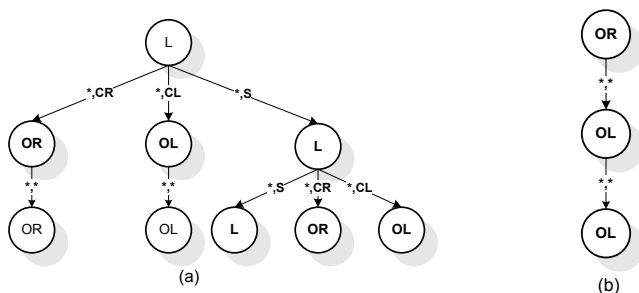 L
OR
*,CR
*,CL
*,S
*,*
OR
OL
L
OL
*,*
*,*
*,S
*,CR
*,CL
*,*
OR
OL
L
OR
OL
OL
(a)
(b)